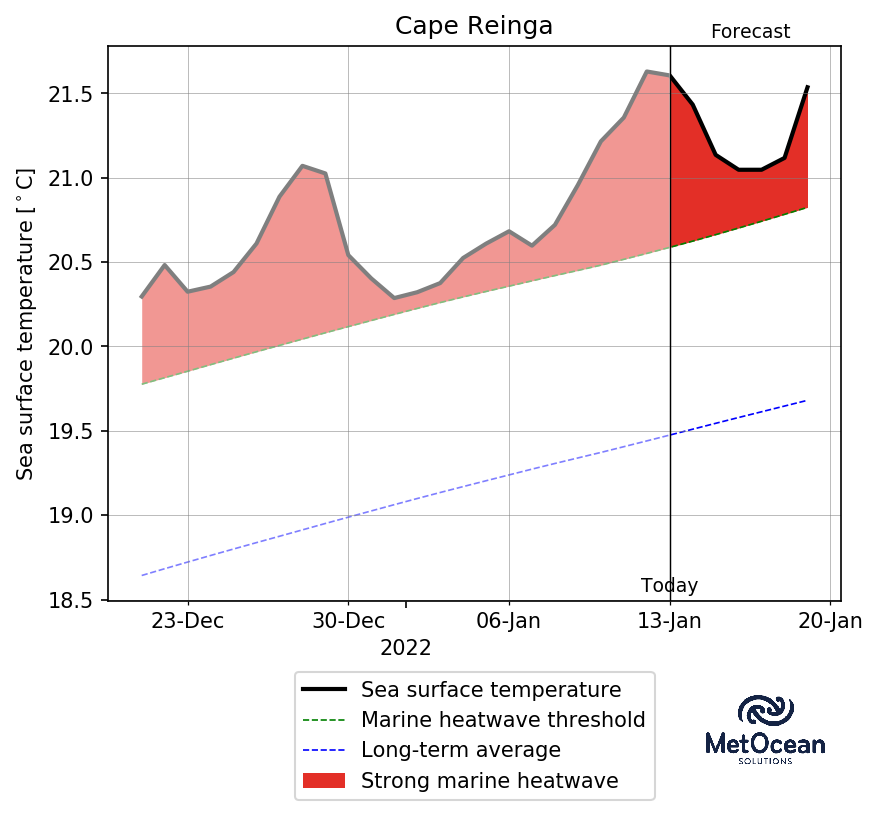 Cape Reinga
Forecast
Sea surface temperature [°C]
21.5
21.0
20.5
20.0
19.5
19.0
18.5
Today
23-Dec
30-Dec
06-Jan
13-Jan
20-Jan
2022
Sea surface temperature
Marine heatwave threshold
Long-term average
Strong marine heatwave
MetOcean
SOLUTIONS